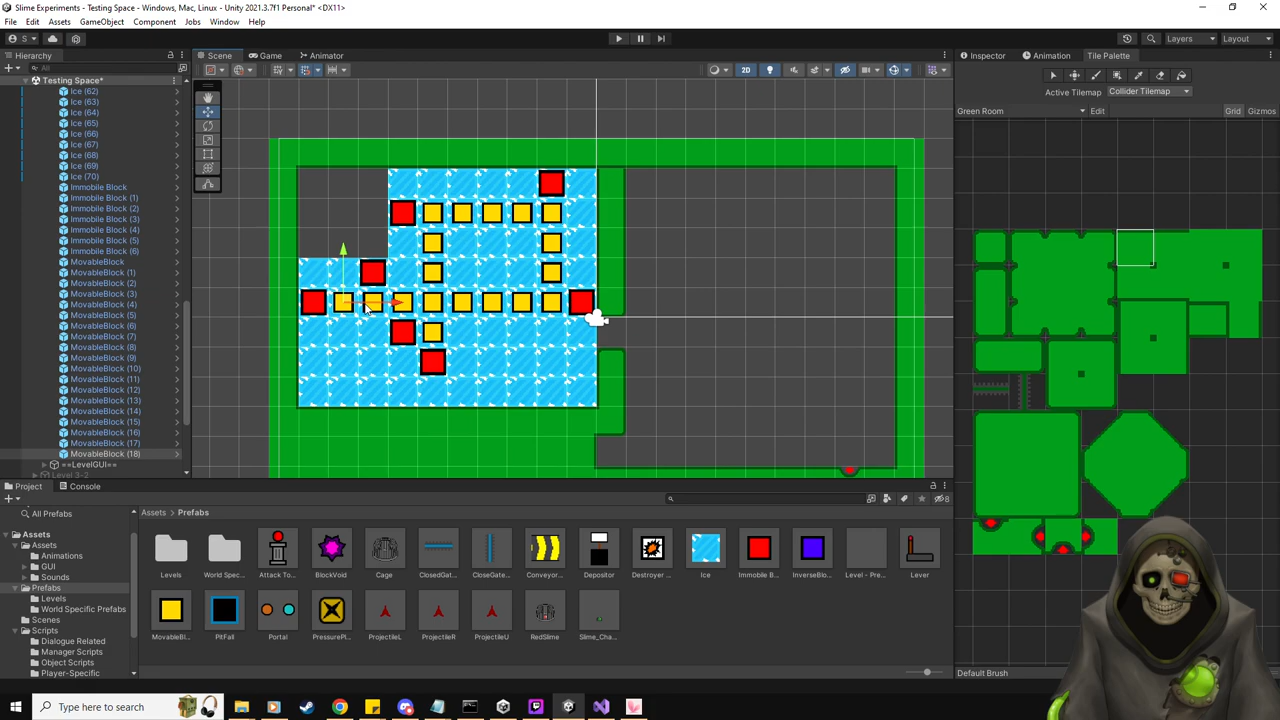 Slime Experiments - Testing Space - Windows, Mac, Linux - Unity 2021.3.7f1 Personal* <DX11>
File Edit Assets GameObject Component Jobs Window Help
S Layers Layout
Hierarchy Scene Game Animator Inspector Animation Tile Palette
All
2D
Active Tilemap Collider Tilemap
Green Room Edit Grid Gizmos
Testing Space*
Ice (62)
Ice (63)
Ice (64)
Ice (65)
Ice (66)
Ice (67)
Ice (68)
Ice (69)
Ice (70)
Immobile Block
Immobile Block (1)
Immobile Block (2)
Immobile Block (3)
Immobile Block (4)
Immobile Block (5)
Immobile Block (6)
MovableBlock
MovableBlock (1)
MovableBlock (2)
MovableBlock (3)
MovableBlock (4)
MovableBlock (5)
MovableBlock (6)
MovableBlock (7)
MovableBlock (8)
MovableBlock (9)
MovableBlock (10)
MovableBlock (11)
MovableBlock (12)
MovableBlock (13)
MovableBlock (14)
MovableBlock (15)
MovableBlock (16)
MovableBlock (17)
MovableBlock (18)
==LevelGUI==
Level 3-2
Project Console
9
All Prefabs
Assets
Animations
GUI
Sounds
Prefabs
Levels
World Specific Prefabs
Scenes
Scripts
Dialogue Related
Manager Scripts
Object Scripts
Player-Specific
Assets > Prefabs
Levels World Spec... Attack To... BlockVoid Cage ClosedGat... CloseGate... Conveyor... Depositor Destroyer ... Ice Immobile B... InverseBlo... Level - Pre... Lever
MovableBl... PitFall Portal PressurePl... ProjectileL ProjectileR ProjectileU RedSlime Slime_Cha...
Default Brush
Type here to search